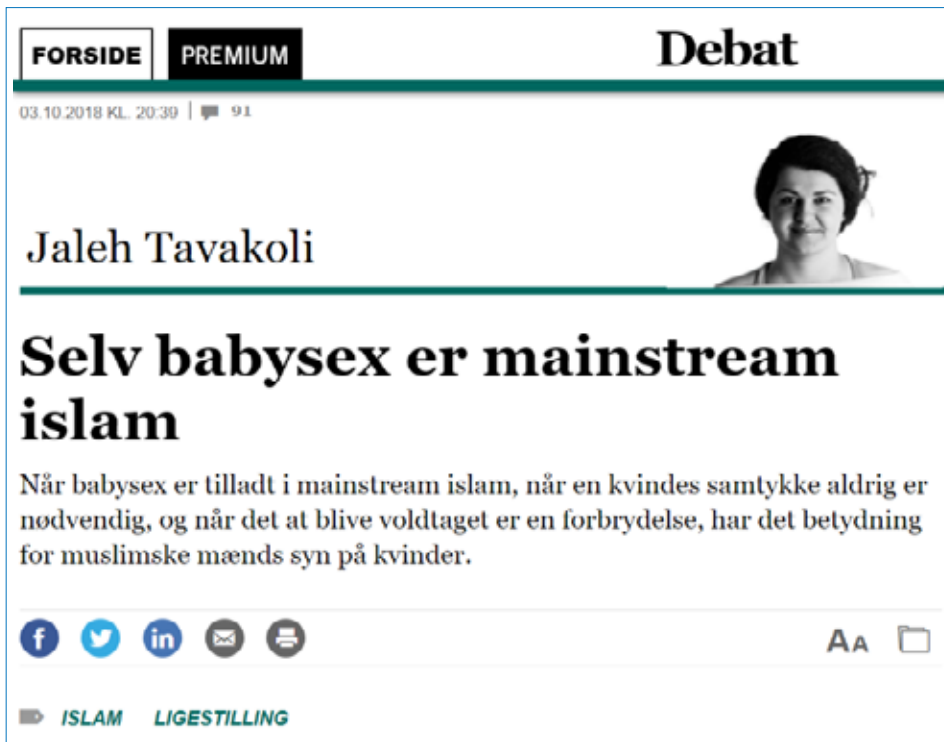 FORSIDE PREMIUM Debat
03.10.2018 KL. 20:39 | 91
Jaleh Tavakoli
Selv babysex er mainstream
islam
Når babysex er tilladt i mainstream islam, når en kvindes samtykke aldrig er
nødvendig, og når det at blive voldtaget er en forbrydelse, har det betydning
for muslimske mænds syn på kvinder.
f in AA
ISLAM LIGESTILLING